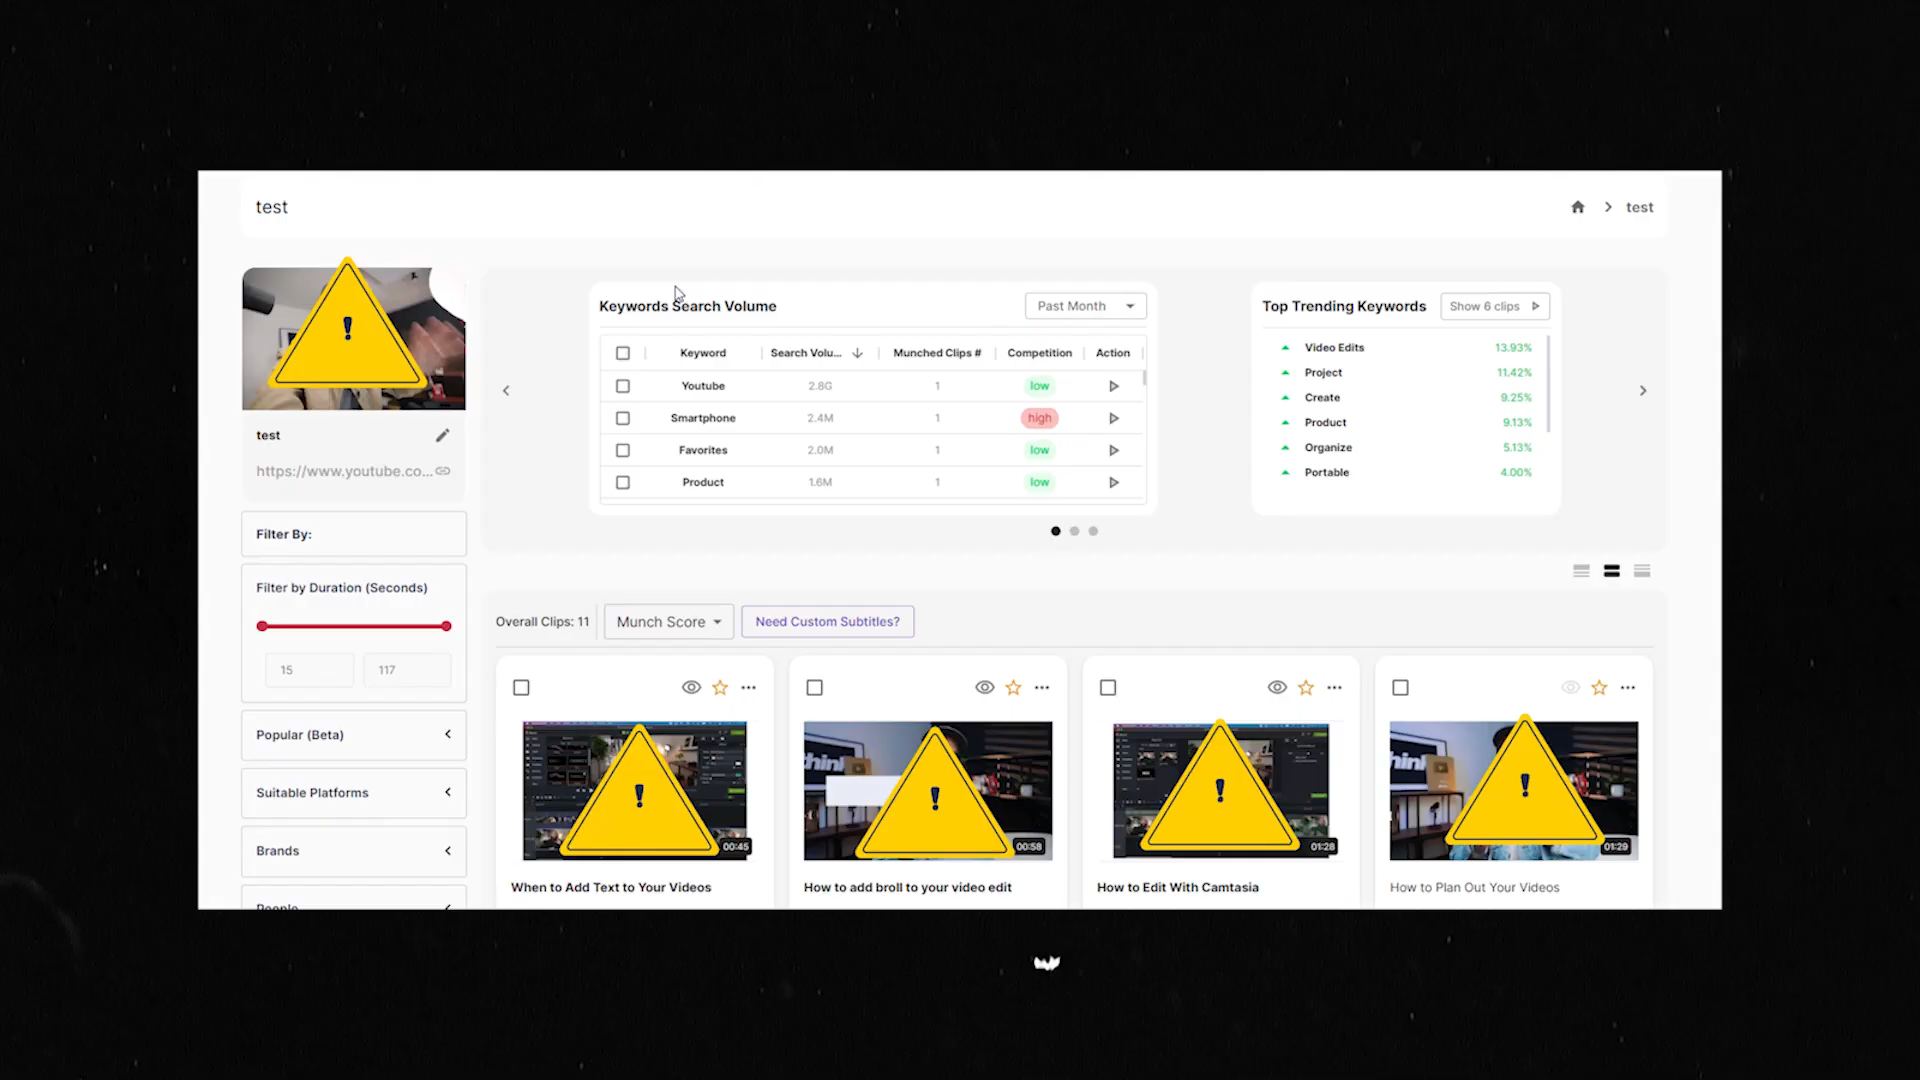 test
test
Keywords Search Volume
Past Month
Keyword Search Volu... Munched Clips # Competition Action
Youtube 2.8G 1 low
Smartphone 2.4M 1 high
Favorites 2.0M 1 low
Product 1.6M 1 low
Top Trending Keywords
Show 6 clips
Video Edits 13.93%
Project 11.42%
Create 9.25%
Product 9.13%
Organize 5.13%
Portable 4.00%
test
https://www.youtube.co...
Filter By:
Filter by Duration (Seconds)
15 117
Popular (Beta)
Suitable Platforms
Brands
People
Overall Clips: 11
Munch Score
Need Custom Subtitles?
!
!
!
!
!
00:45
00:58
01:28
01:29
When to Add Text to Your Videos
How to add broll to your video edit
How to Edit With Camtasia
How to Plan Out Your Videos